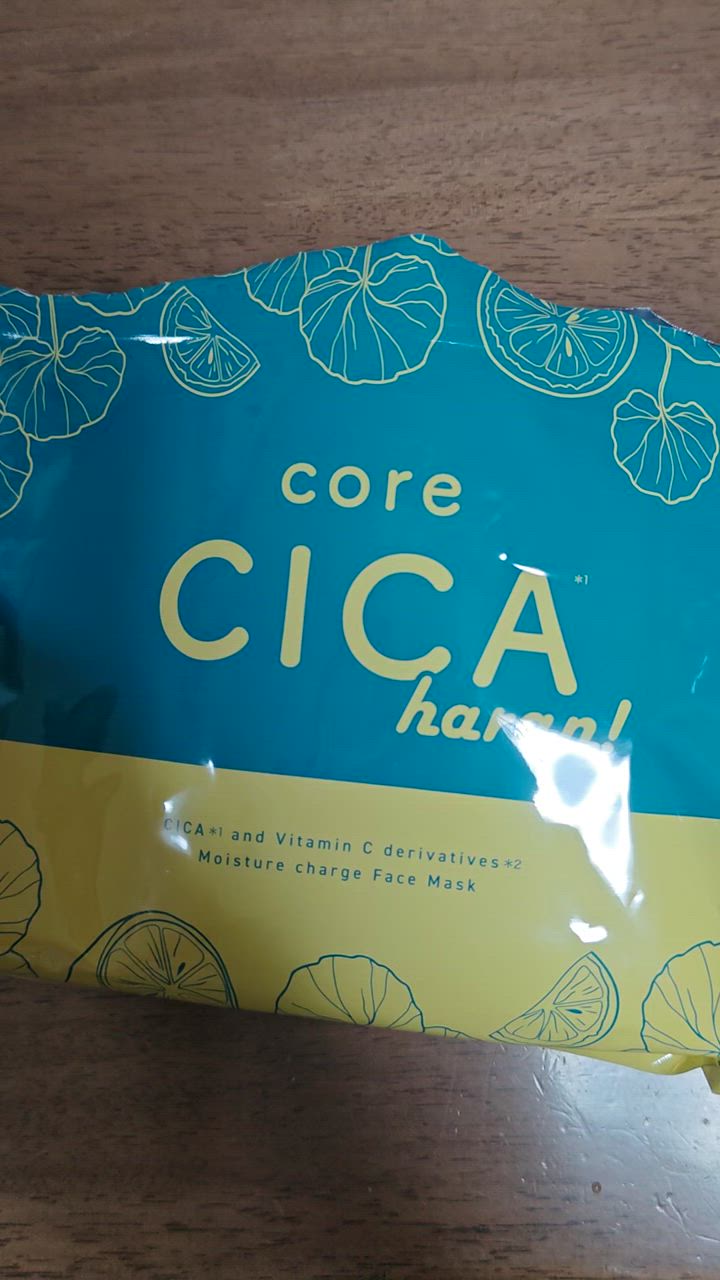 core
CICA*1
CICA*1 and Vitamin C derivatives*2
Moisture charge Face Mask